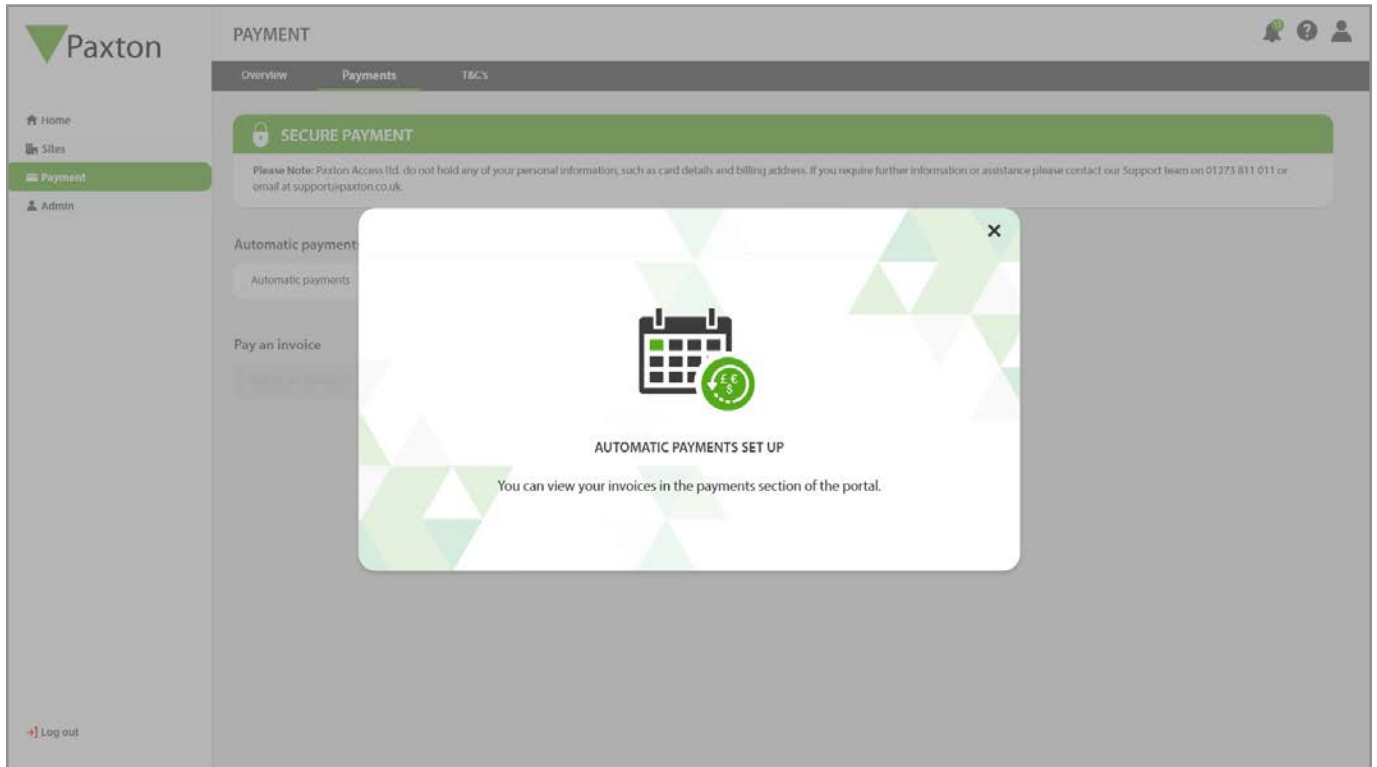 Paxton
PAYMENT
Overview Payments T&C's
Home
Sites
Payment
Admin
SECURE PAYMENT
Please Note: Paxton Access ltd. do not hold any of your personal information, such as card details and billing address. If you require further information or assistance please contact our Support team on 01273 811 011 or
email at support@paxton.co.uk.
Automatic payment
Automatic payments
Pay an invoice
£ €
$
AUTOMATIC PAYMENTS SET UP
You can view your invoices in the payments section of the portal.
Log out